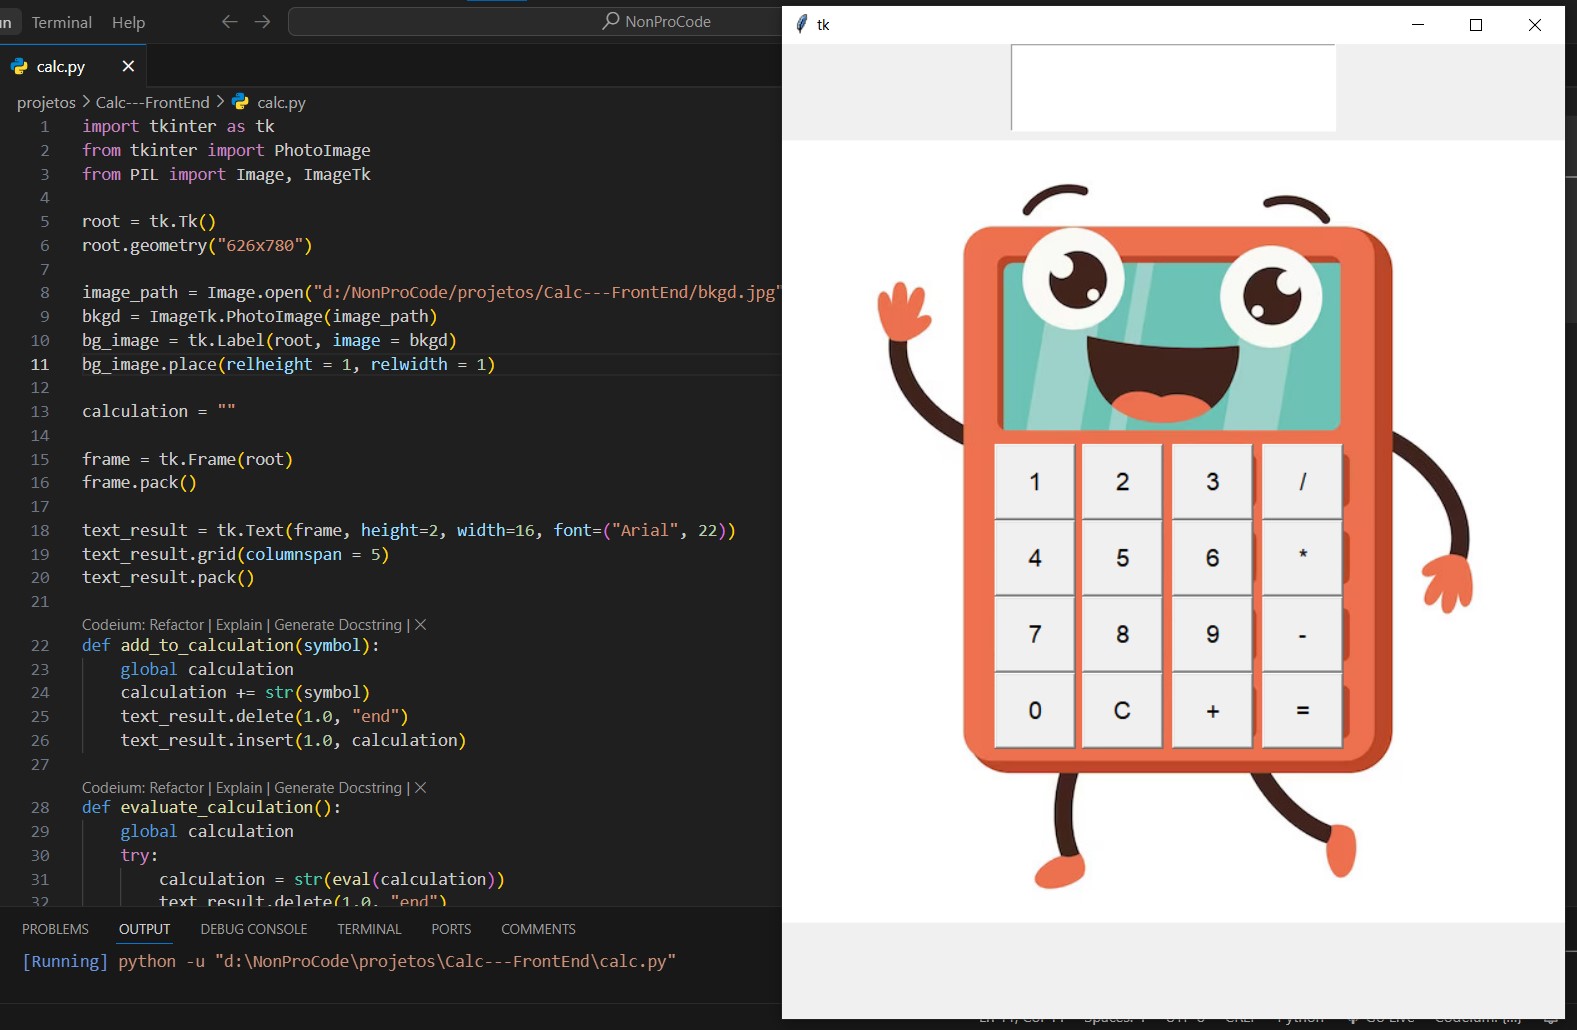 un Terminal Help
NonProCode
calc.py
projetos > Calc---FrontEnd > calc.py
1 import tkinter as tk
2 from tkinter import PhotoImage
3 from PIL import Image, ImageTk
4
5 root = tk.Tk()
6 root.geometry("626x780")
7
8 image_path = Image.open("d:/NonProCode/projetos/Calc---FrontEnd/bkgd.jpg"
9 bkgd = ImageTk.PhotoImage(image_path)
10 bg_image = tk.Label(root, image = bkgd)
11 bg_image.place(relheight = 1, relwidth = 1)
12
13 calculation = ""
14
15 frame = tk.Frame(root)
16 frame.pack()
17
18 text_result = tk.Text(frame, height=2, width=16, font=("Arial", 22))
19 text_result.grid(columnspan = 5)
20 text_result.pack()
21
Codeium: Refactor | Explain | Generate Docstring | ×
22 def add_to_calculation(symbol):
23     global calculation
24     calculation += str(symbol)
25     text_result.delete(1.0, "end")
26     text_result.insert(1.0, calculation)
27
Codeium: Refactor | Explain | Generate Docstring | ×
28 def evaluate_calculation():
29     global calculation
30     try:
31         calculation = str(eval(calculation))
32         text_result.delete(1.0, "end")
PROBLEMS OUTPUT DEBUG CONSOLE TERMINAL PORTS COMMENTS
[Running] python -u "d:\NonProCode\projetos\Calc---FrontEnd\calc.py"
tk
1 2 3 /
4 5 6 *
7 8 9 -
0 C + =